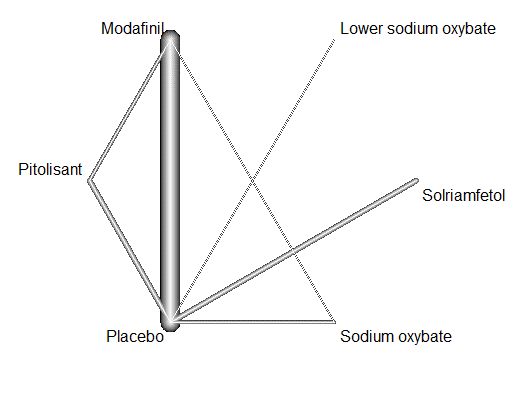 Modafinil
Lower sodium oxybate
Pitolisant
Solriamfetol
Placebo
Sodium oxybate